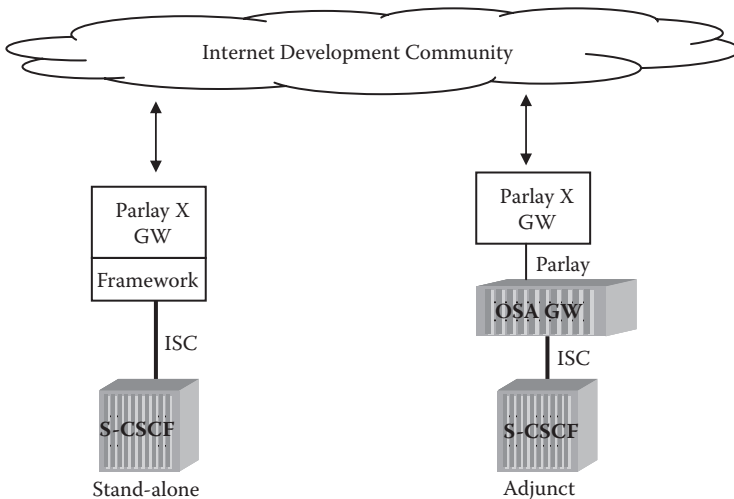 Internet Development Community
Parlay X
GW
Framework
ISC
S-CSCF
Stand-alone
Parlay X
GW
Parlay
OSA GW
ISC
S-CSCF
Adjunct